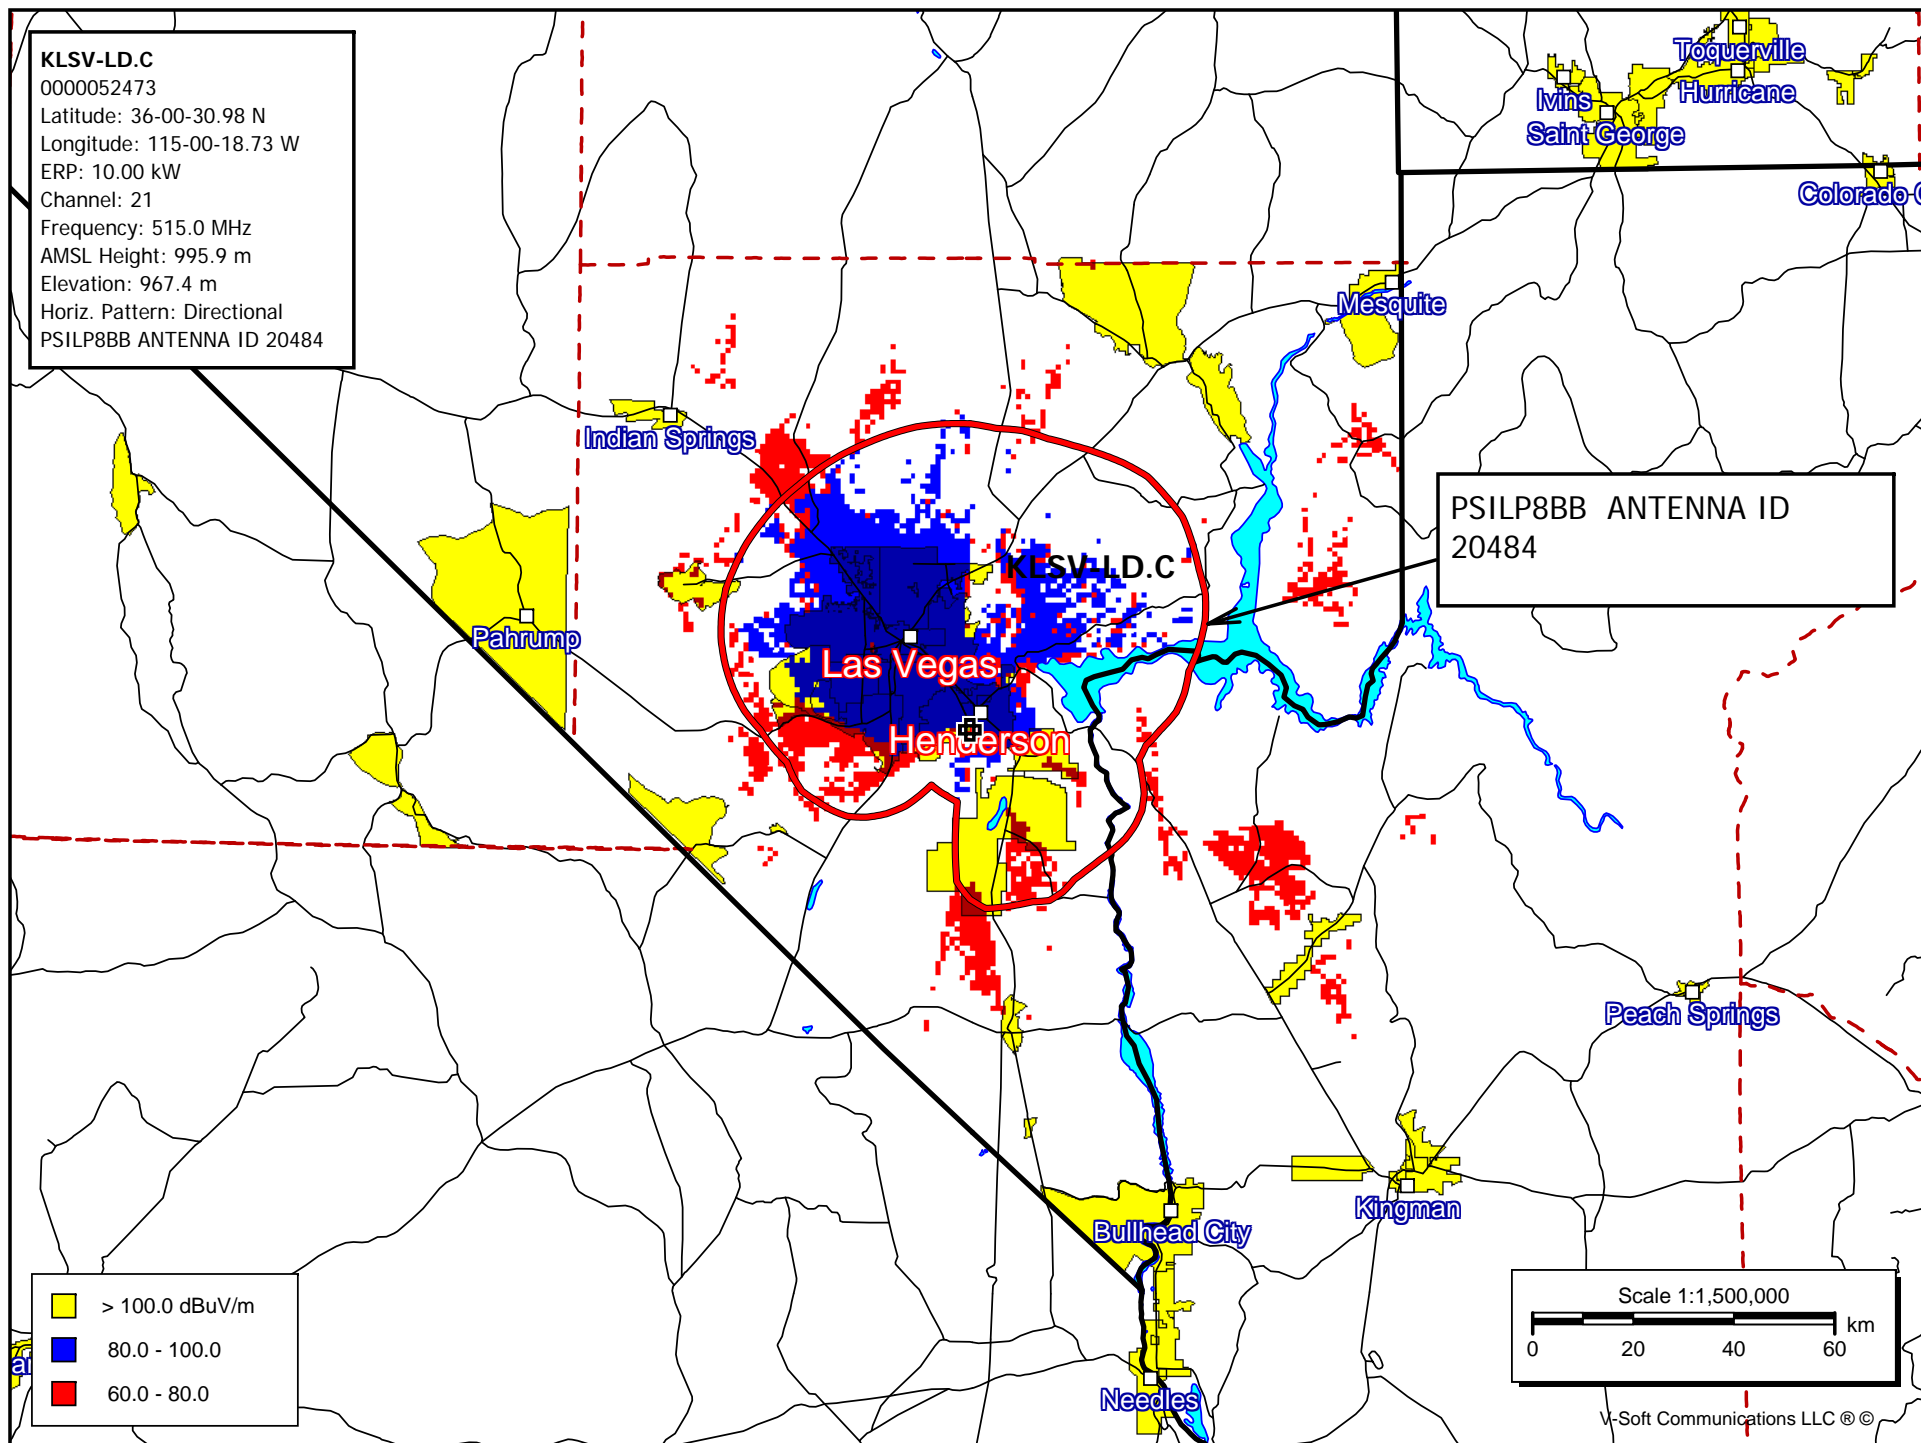 KLSV-LD.C
0000052473
Latitude: 36-00-30.98 N
Longitude: 115-00-18.73 W
ERP: 10.00 kW
Channel: 21
Frequency: 515.0 MHz
AMSL Height: 995.9 m
Elevation: 967.4 m
Horiz. Pattern: Directional
PSILP8BB ANTENNA ID 20484
Toquerville
Ivins
Hurricane
Saint George
Colorado C
Mesquite
Indian Springs
PSILP8BB ANTENNA ID
20484
KLSV-LD.C
Pahrump
Las Vegas
Henderson
Peach Springs
Kingman
Bullhead City
Needles
> 100.0 dBuV/m
80.0 - 100.0
60.0 - 80.0
Scale 1:1,500,000
km
0 20 40 60
V-Soft Communications LLC ® ©